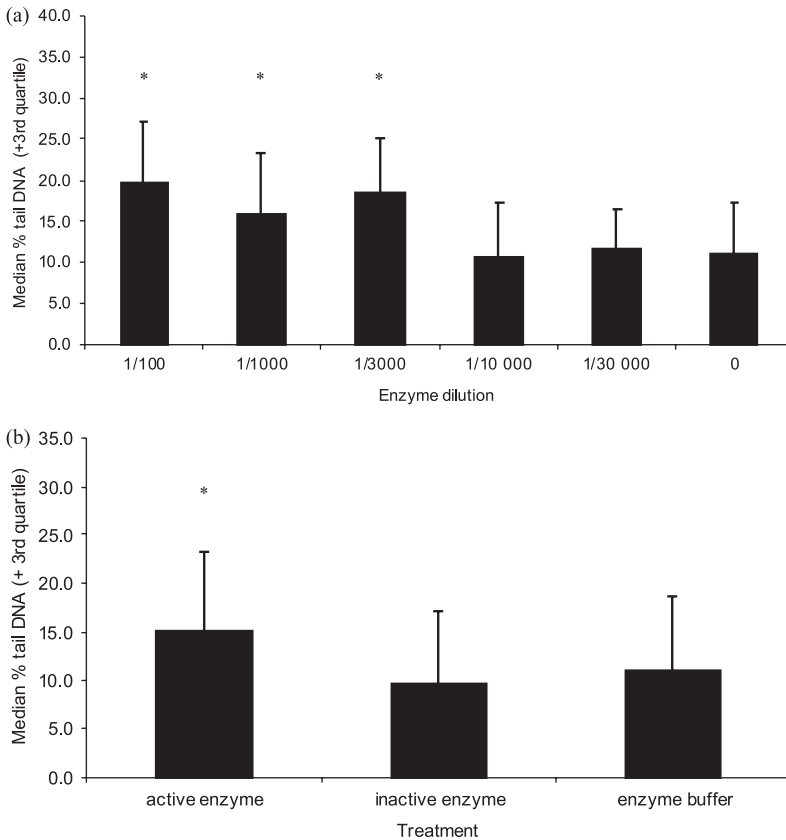 (a)
Median % tail DNA (+3rd quartile)
40.0
35.0
30.0
25.0
20.0
15.0
10.0
5.0
0.0
* * *
1/100 1/1000 1/3000 1/10 000 1/30 000 0
Enzyme dilution
(b)
Median % tail DNA (+ 3rd quartile)
35.0
30.0
25.0
20.0
15.0
10.0
5.0
0.0
*
active enzyme inactive enzyme enzyme buffer
Treatment